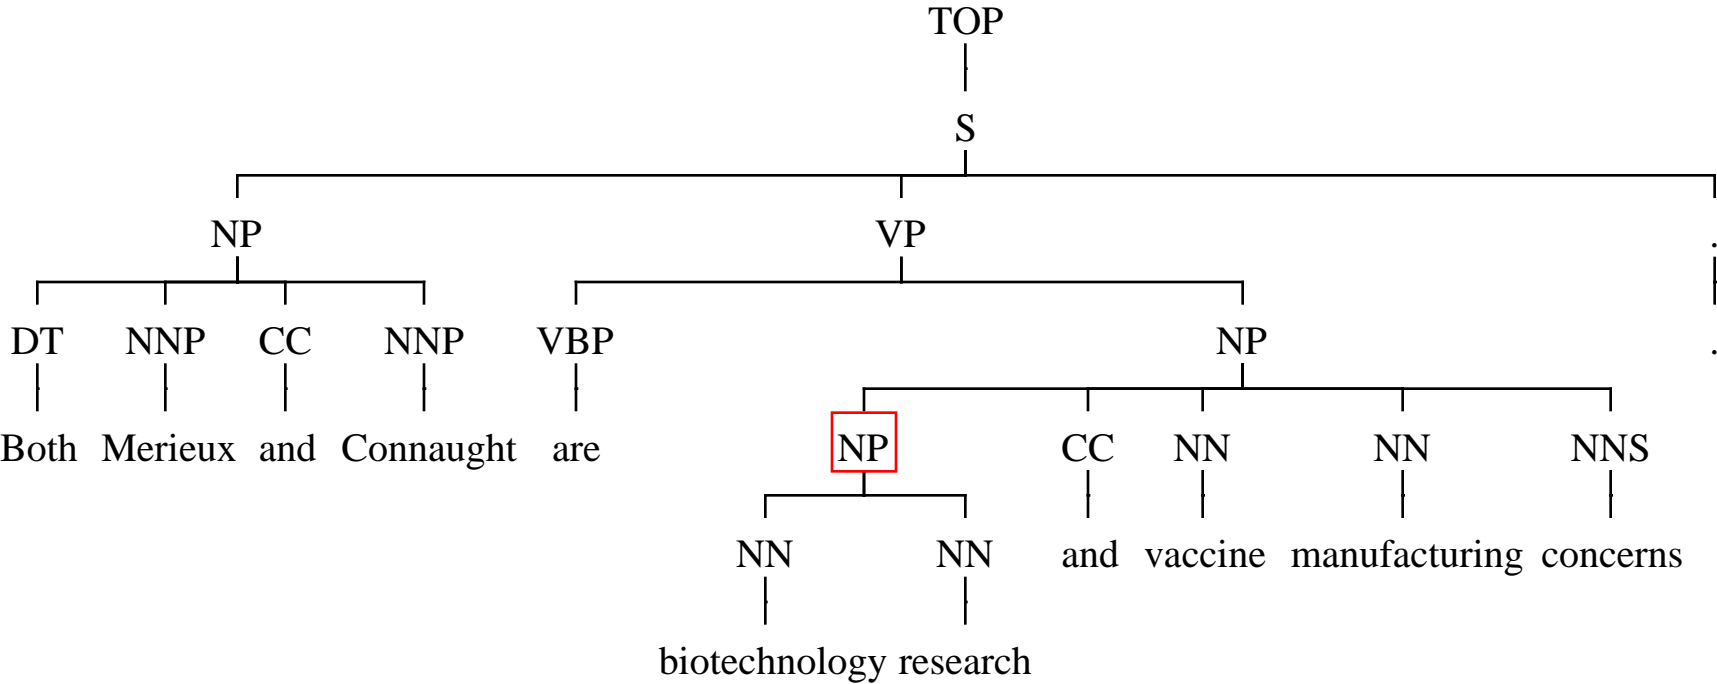 TOP
S
NP VP .
DT NNP CC NNP VBP NP .
Both Merieux and Connaught are NP CC NN NN NNS
NN NN and vaccine manufacturing concerns
biotechnology research